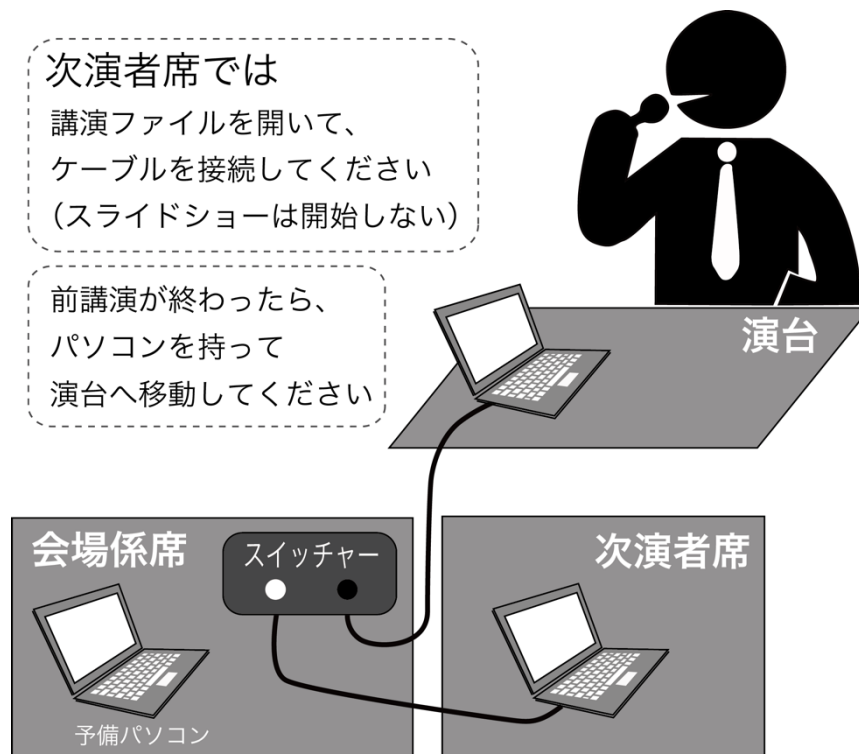 次演者席では
講演ファイルを開いて、
ケーブルを接続してください
（スライドショーは開始しない）
前講演が終わったら、
パソコンを持って
演台へ移動してください
演台
会場係席
スイッチャー
次演者席
予備パソコン